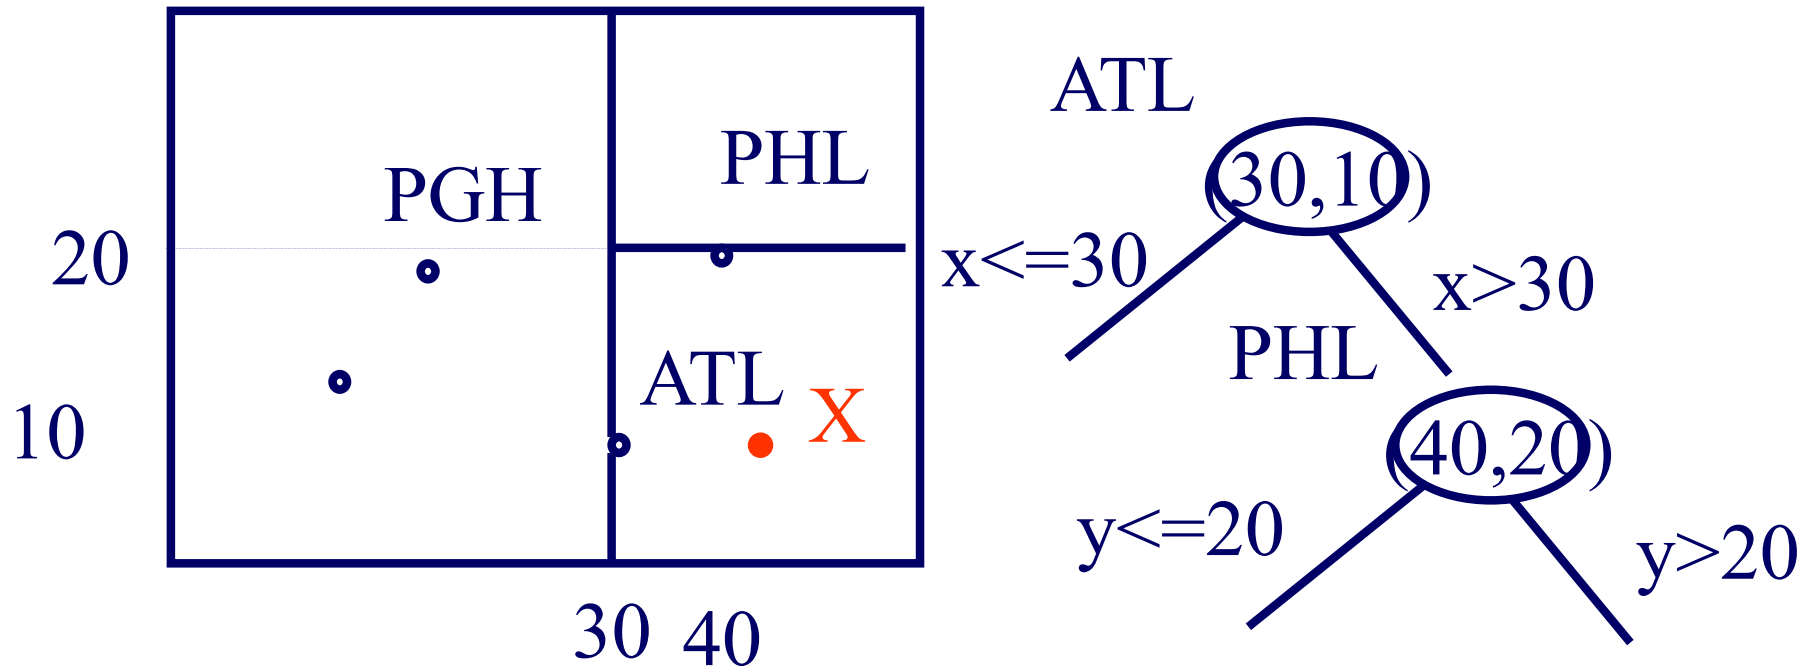 PGH
PHL
20
ATL
X
10
30
40
ATL
(30,10)
x<=30
x>30
PHL
(40,20)
y<=20
y>20